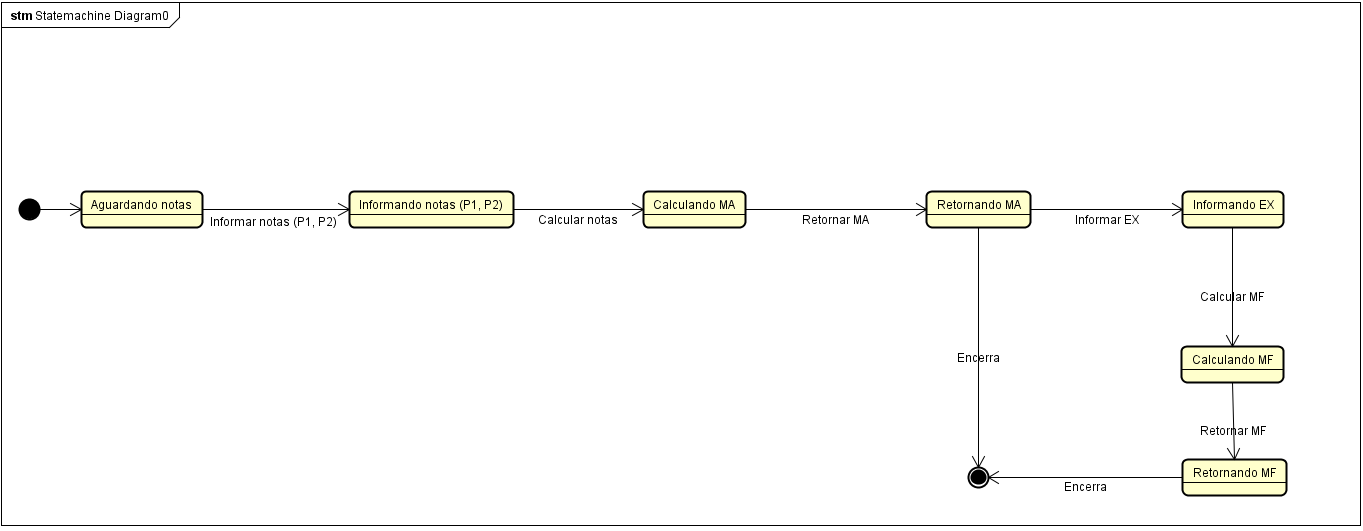 stm Statemachine Diagram0
Aguardando notas
Informar notas (P1, P2)
Informando notas (P1, P2)
Calcular notas
Calculando MA
Retornar MA
Retornando MA
Informar EX
Informando EX
Calcular MF
Encerra
Calculando MF
Retornar MF
Retornando MF
Encerra